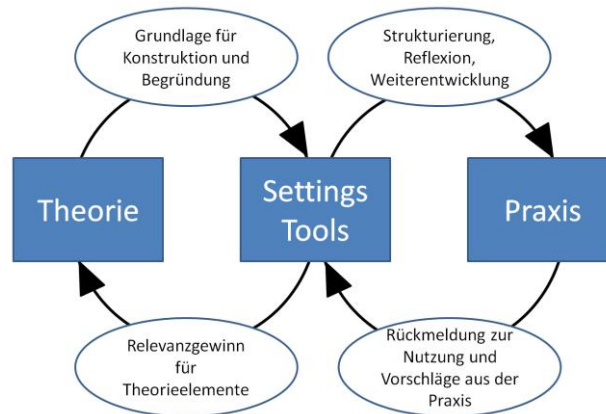 Grundlage für
Konstruktion und
Begründung
Strukturierung,
Reflexion,
Weiterentwicklung
Theorie
Settings
Tools
Praxis
Relevanzgewinn
für
Theorieelemente
Rückmeldung zur
Nutzung und
Vorschläge aus der
Praxis